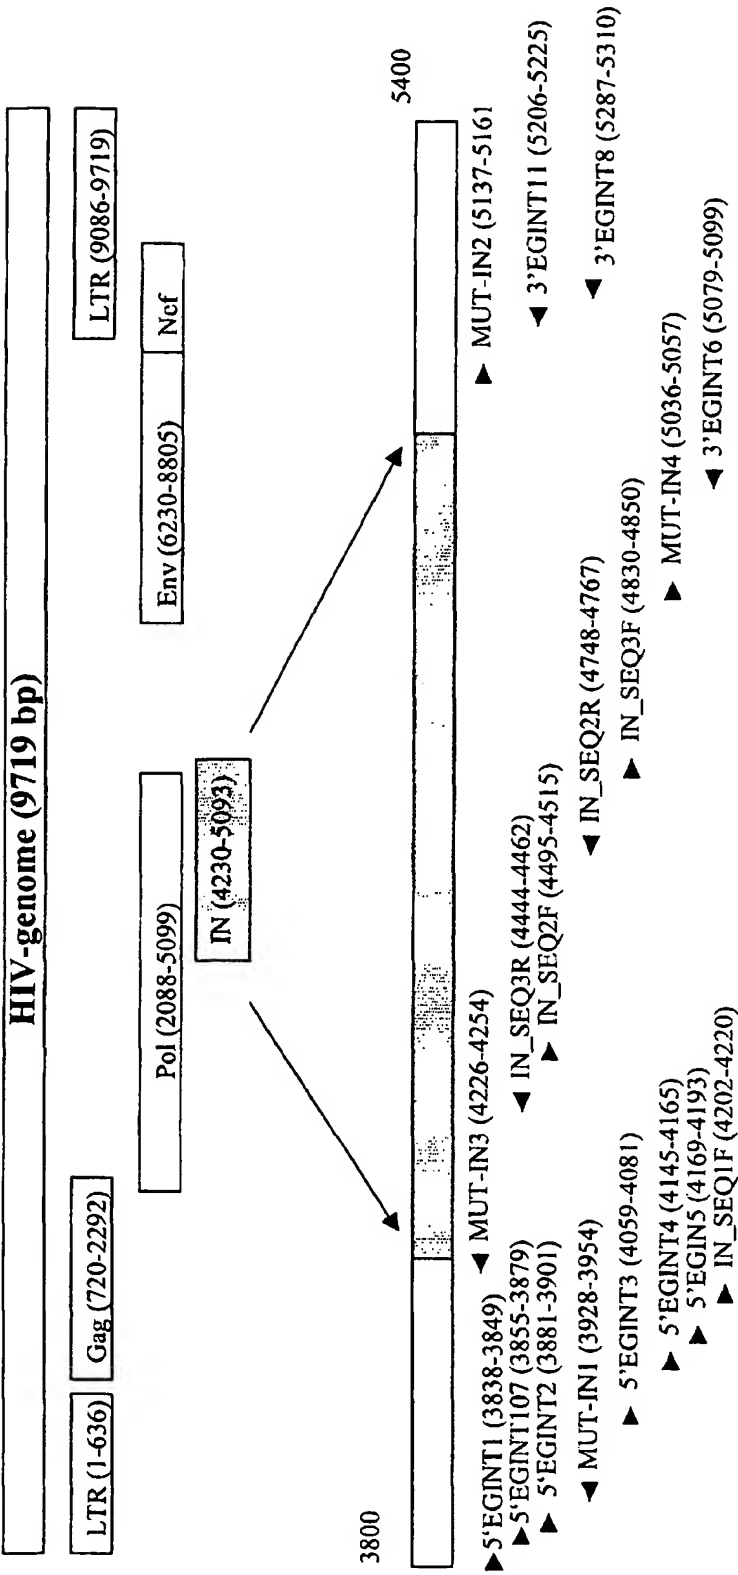 HIV-genome (9719 bp)
LTR (1-636)
Gag (720-2292)
LTR (9086-9719)
Pol (2088-5099)
Env (6230-8805)
Nef
IN (4230-5093)
3800
5400
5'EGINT1 (3838-3849)
MUT-IN3 (4226-4254)
MUT-IN2 (5137-5161
5'EGINT107 (3855-3879)
IN_SEQ3R (4444-4462)
5'EGINT2 (3881-3901)
IN_SEQ2F (4495-4515)
3'EGINT11 (5206-5225)
MUT-IN1 (3928-3954)
IN_SEQ2R (4748-4767)
3'EGINT8 (5287-5310)
5'EGINT3 (4059-4081)
IN_SEQ3F (4830-4850)
5'EGINT4 (4145-4165)
MUT-IN4 (5036-5057)
5'EGIN5 (4169-4193)
IN_SEQ1F (4202-4220)
3'EGINT6 (5079-5099)